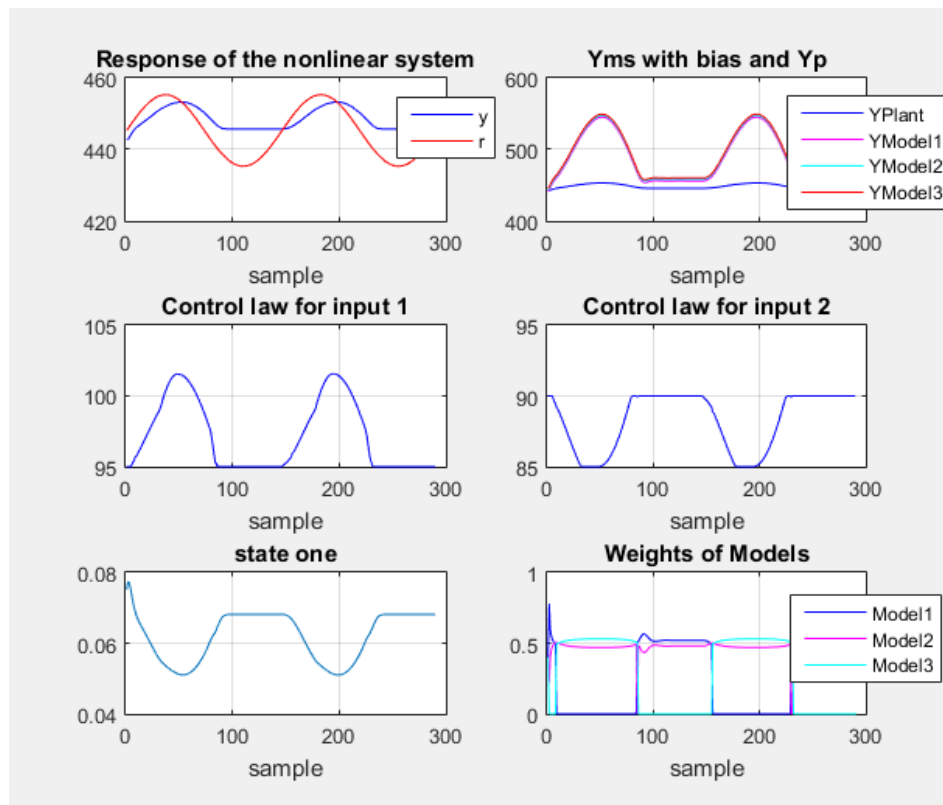 Response of the nonlinear system
460
440
420
0
100
200
300
sample
y
r
Yms with bias and Yp
600
500
400
0
100
200
300
sample
YPlant
YModel1
YModel2
YModel3
Control law for input 1
105
100
95
0
100
200
300
sample
Control law for input 2
95
90
85
0
100
200
300
sample
state one
0.08
0.06
0.04
0
100
200
300
sample
Weights of Models
1
0.5
0
0
100
200
300
sample
Model1
Model2
Model3